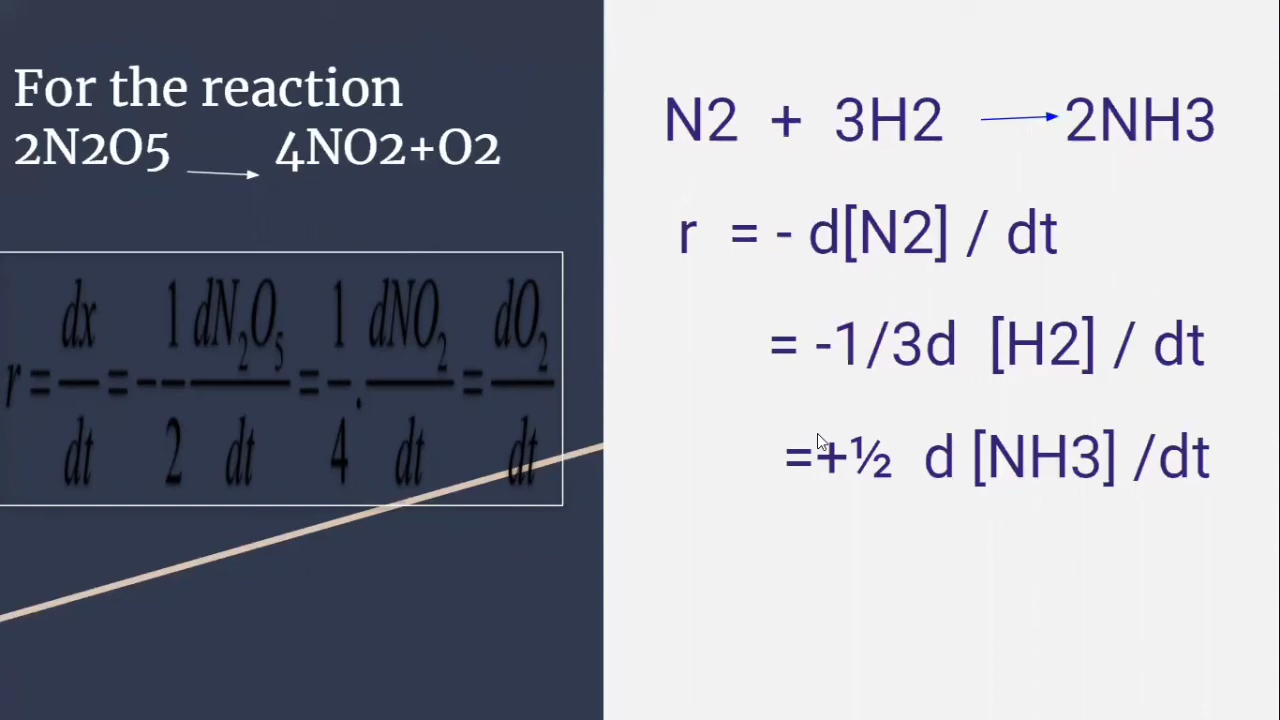 For the reaction
2N2O5 → 4NO2+O2
r = dx/dt = -1/2 dN₂O₅/dt = 1/4 . dNO₂/dt = dO₂/dt
N2 + 3H2 → 2NH3
r = - d[N2] / dt
= -1/3d [H2] / dt
=+½ d [NH3] /dt